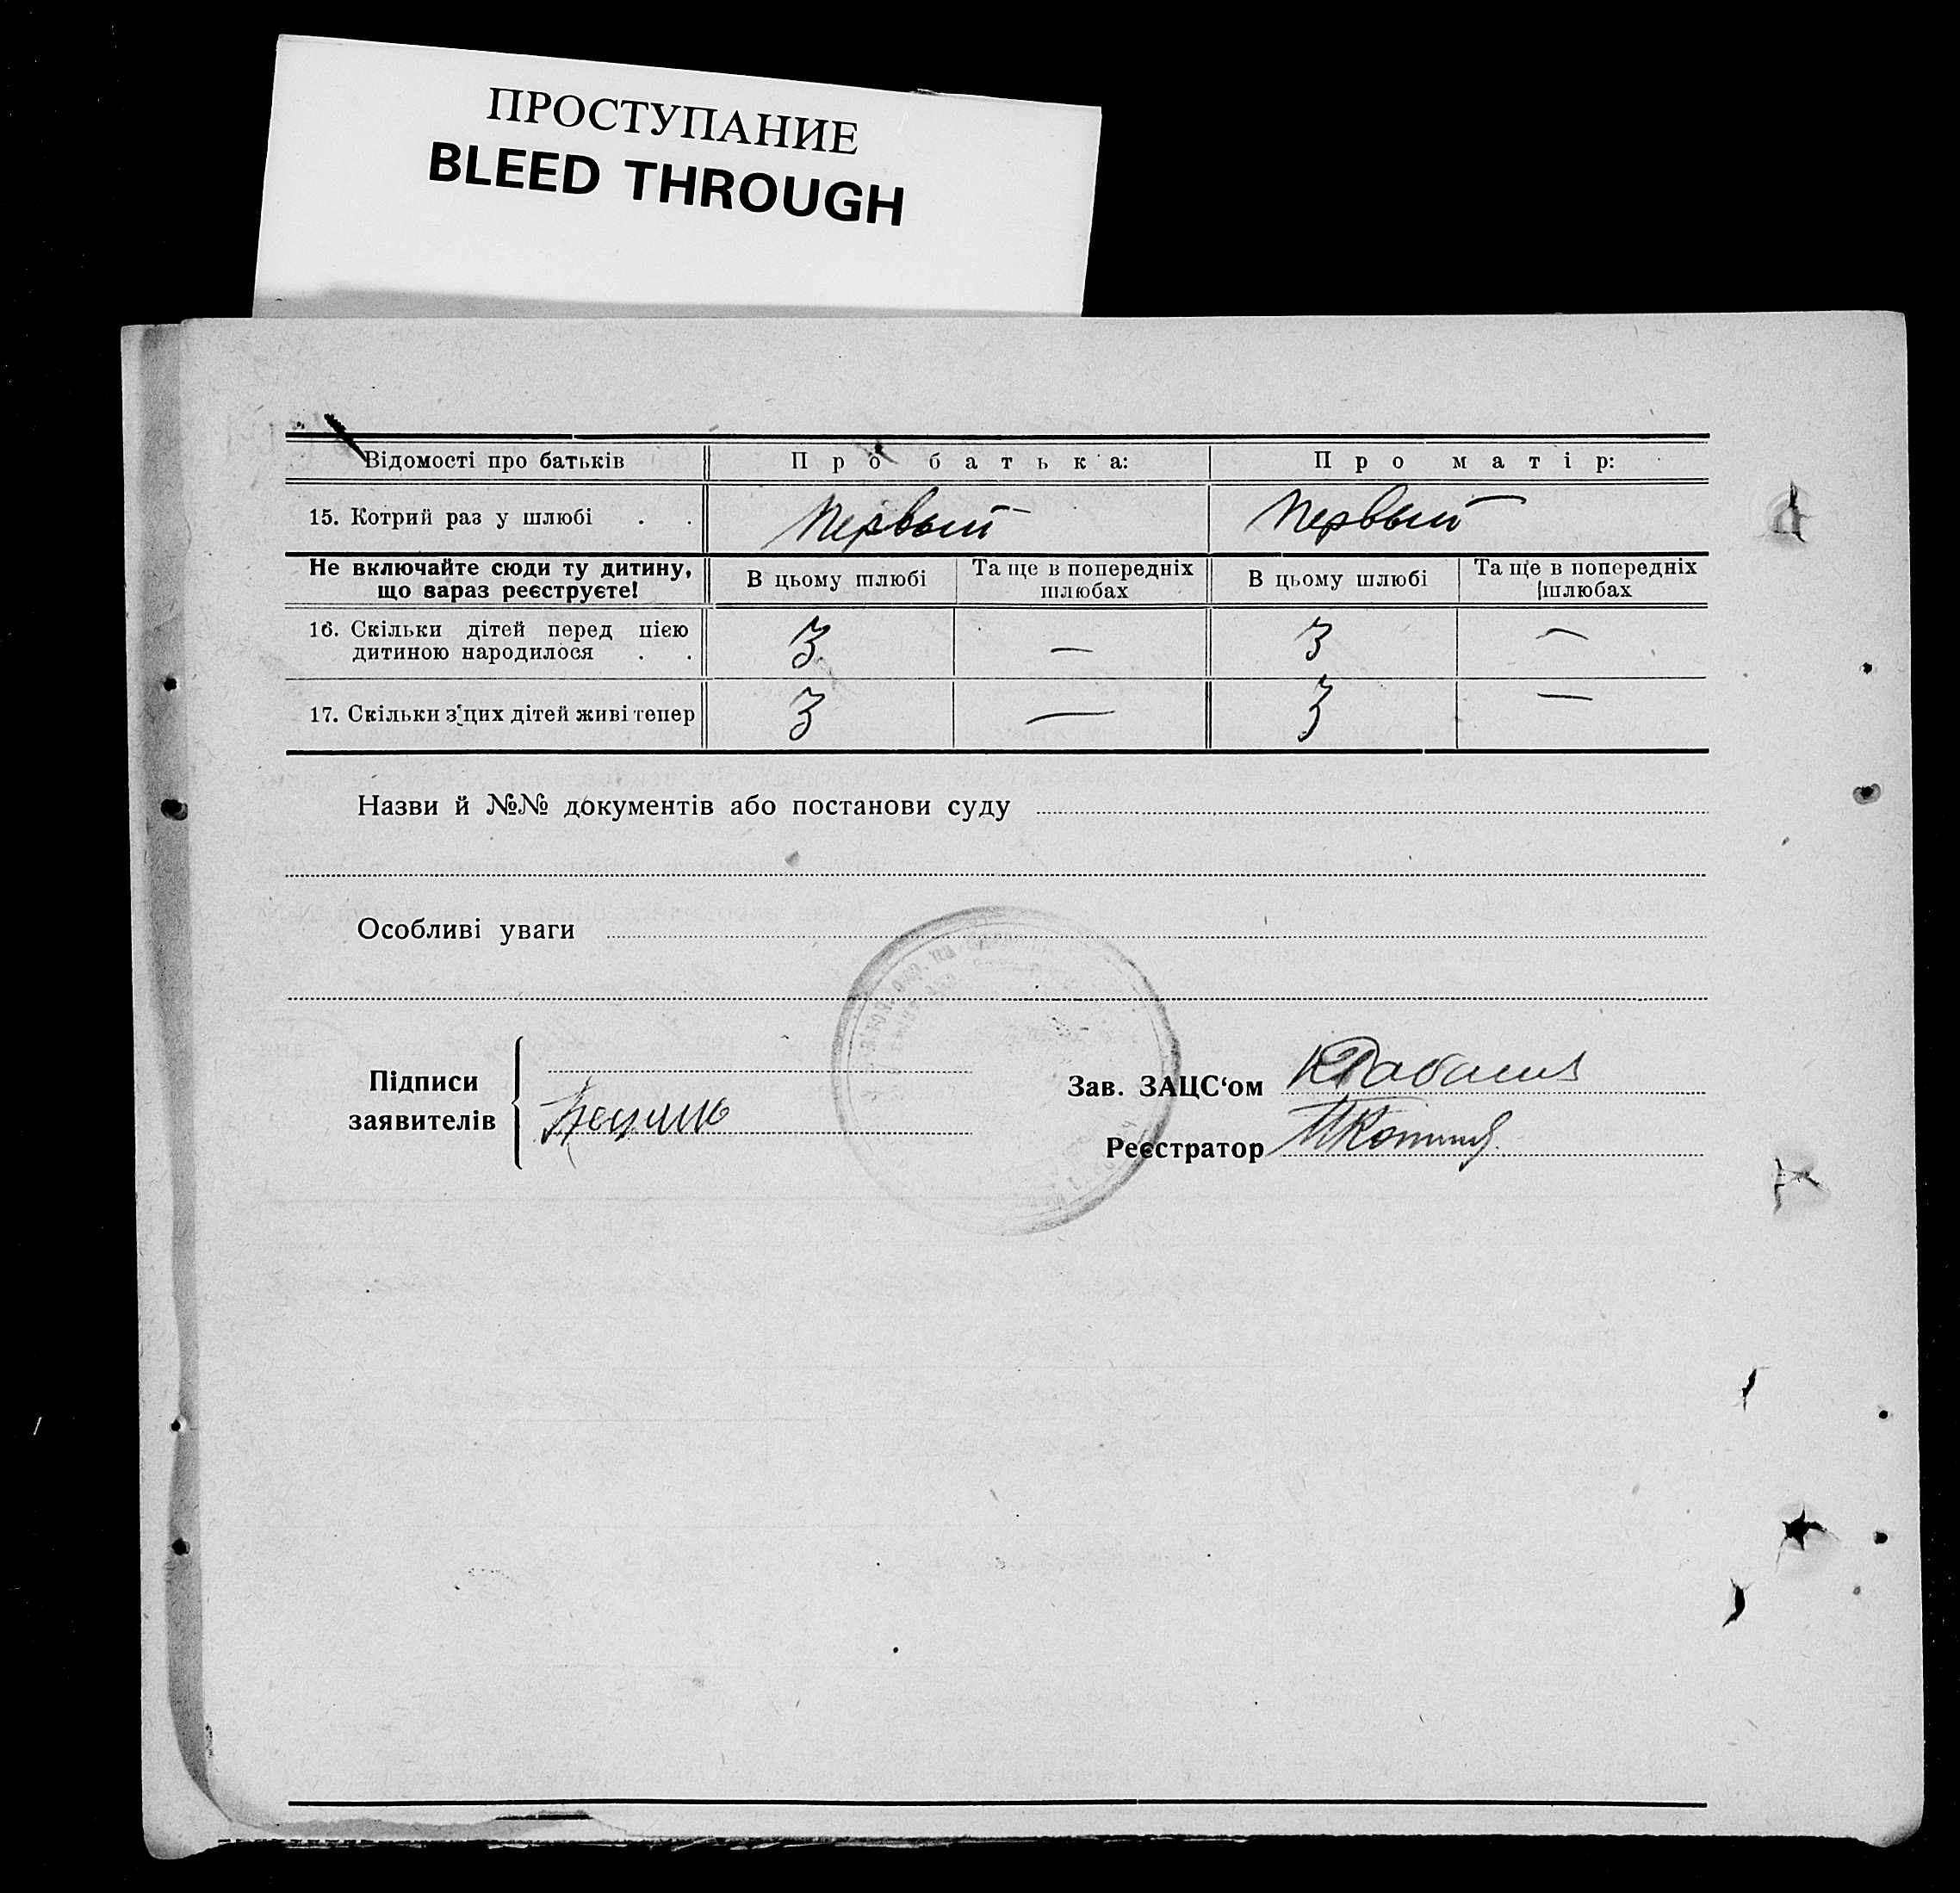 ПРОСТУПАНИЕ
BLEED THROUGH
Відомості про батьків Про батька: Про матір:
15. Котрий раз у шлюбі . . Первый Первый
Не включайте сюди ту дитину, що зараз реєструєте! В цьому шлюбі Та ще в попередніх шлюбах В цьому шлюбі Та ще в попередніх шлюбах
16. Скільки дітей перед цією дитиною народилося . . 3 — 3 —
17. Скільки з'цих дітей живі тепер 3 — 3 —
Назви й №№ документів або постанови суду
Особливі уваги
Підписи заявителів
Зав. ЗАЦС‘ом
Реєстратор